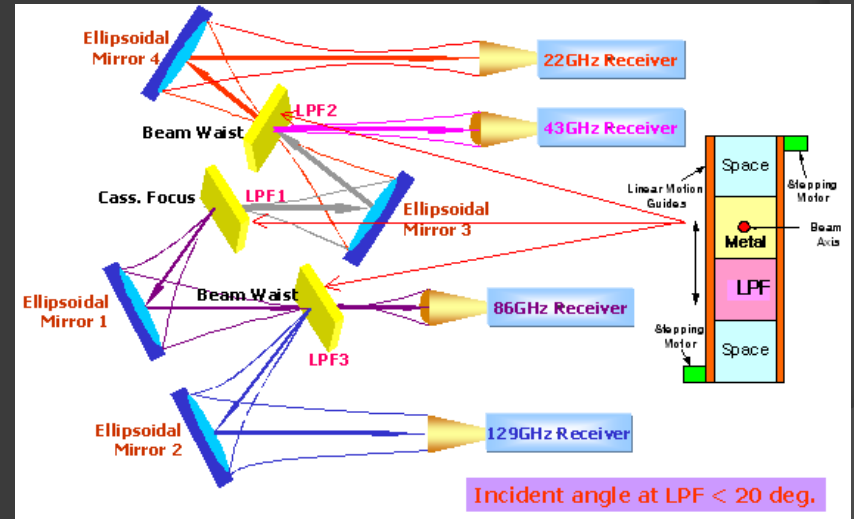 Ellipsoidal
Mirror 4
22GHz Receiver
LPF2
Beam Waist
43GHz Receiver
Cass. Focus
LPF1
Ellipsoidal
Mirror 3
Ellipsoidal
Mirror 1
Beam Waist
86GHz Receiver
LPF3
Ellipsoidal
Mirror 2
129GHz Receiver
Space
Linear Motion
Guides
Stepping
Motor
Metal
Beam
Axis
LPF
Stepping
Motor
Space
Incident angle at LPF < 20 deg.